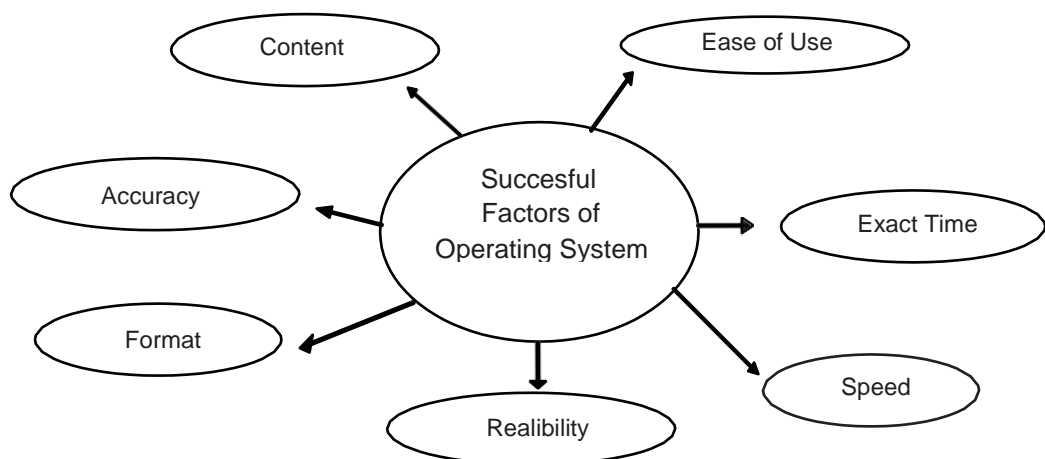 Content
Ease of Use
Succesful
Factors of
Operating System
Accuracy
Exact Time
Format
Speed
Realibility